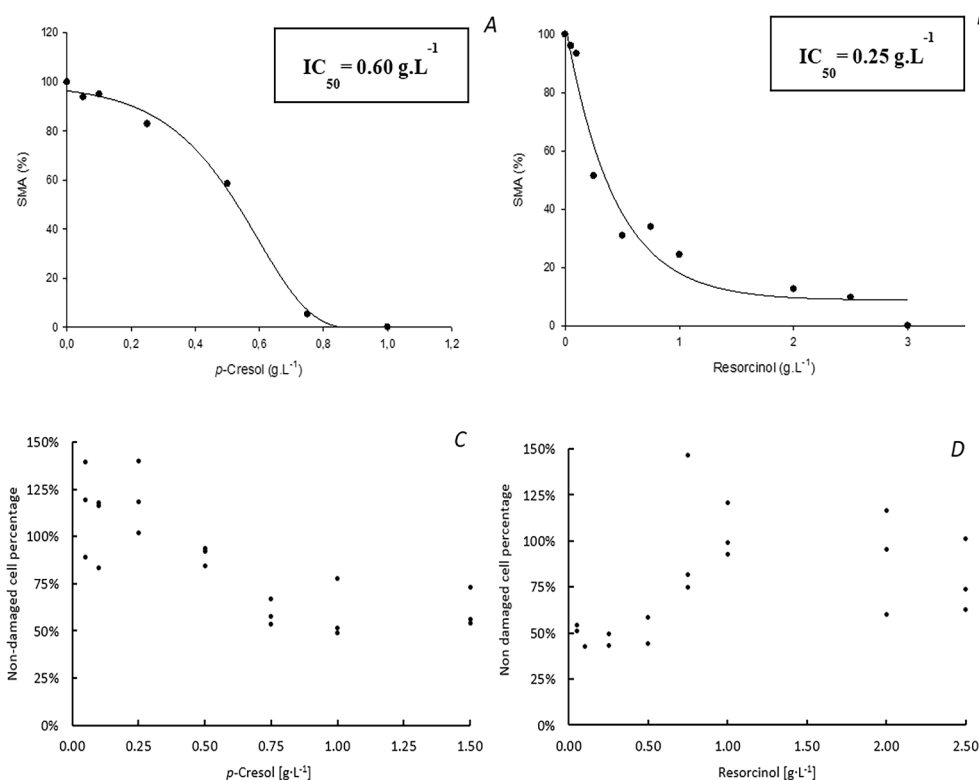 A
IC50 = 0.60 g.L-1
120
100
80
60
40
20
0
SMA (%)
0,0 0,2 0,4 0,6 0,8 1,0 1,2
p-Cresol (g.L-1)
IC50 = 0.25 g.L-1
100
80
60
40
20
0
SMA (%)
0 1 2 3
Resorcinol (g.L-1)
C
150%
125%
100%
75%
50%
25%
0%
Non-damaged cell percentage
0.00 0.25 0.50 0.75 1.00 1.25 1.50
p-Cresol [g·L-1]
D
150%
125%
100%
75%
50%
25%
0%
Non damaged cell percentage
0.00 0.50 1.00 1.50 2.00 2.50
Resorcinol [g·L-1]